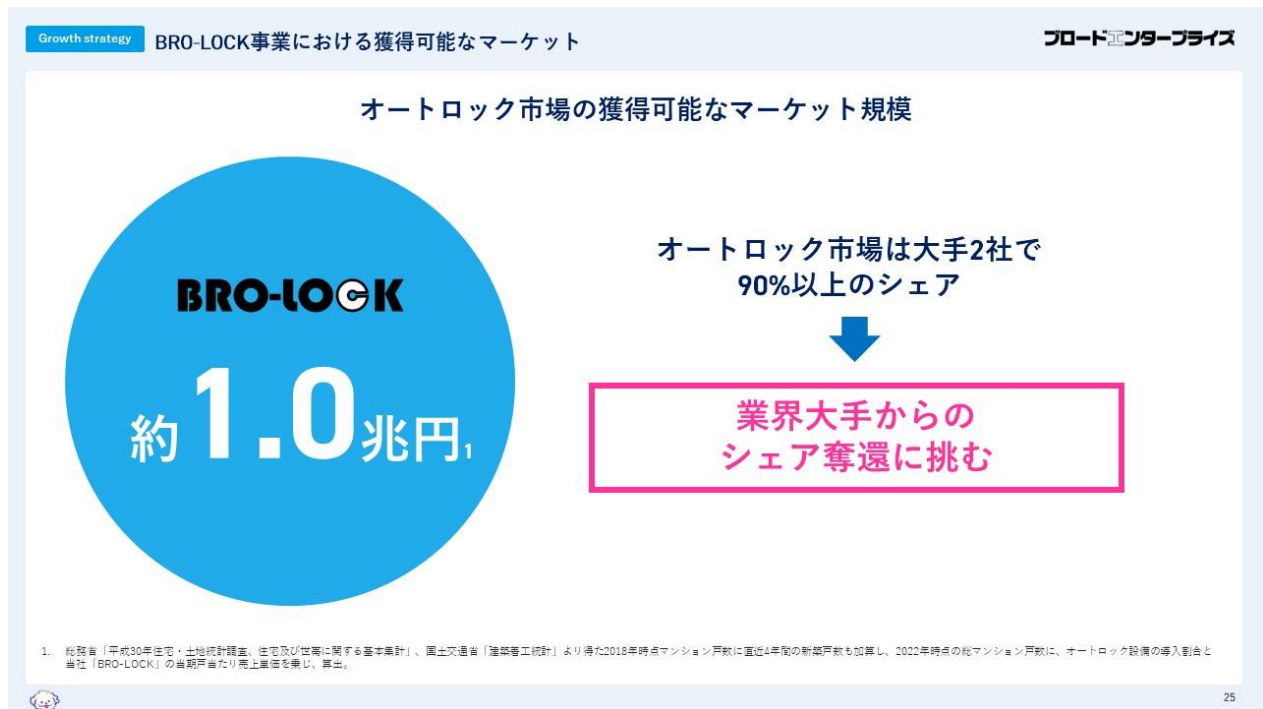 Growth strategy
BRO-LOCK事業における獲得可能なマーケット
ブロードエンタープライズ
オートロック市場の獲得可能なマーケット規模
BRO-LOCK
約1.0兆円1
オートロック市場は大手2社で
90%以上のシェア
業界大手からの
シェア奪還に挑む
1. 総務省「平成30年住宅・土地統計調査、住宅及び世帯に関する基本集計」、国土交通省「建築着工統計」より得た2018年時点マンション戸数に直近4年間の新築戸数も加算し、2022年時点の総マンション戸数に、オートロック設備の導入割合と
当社「BRO-LOCK」の当期戸当たり売上単価を乗じ、算出。
25